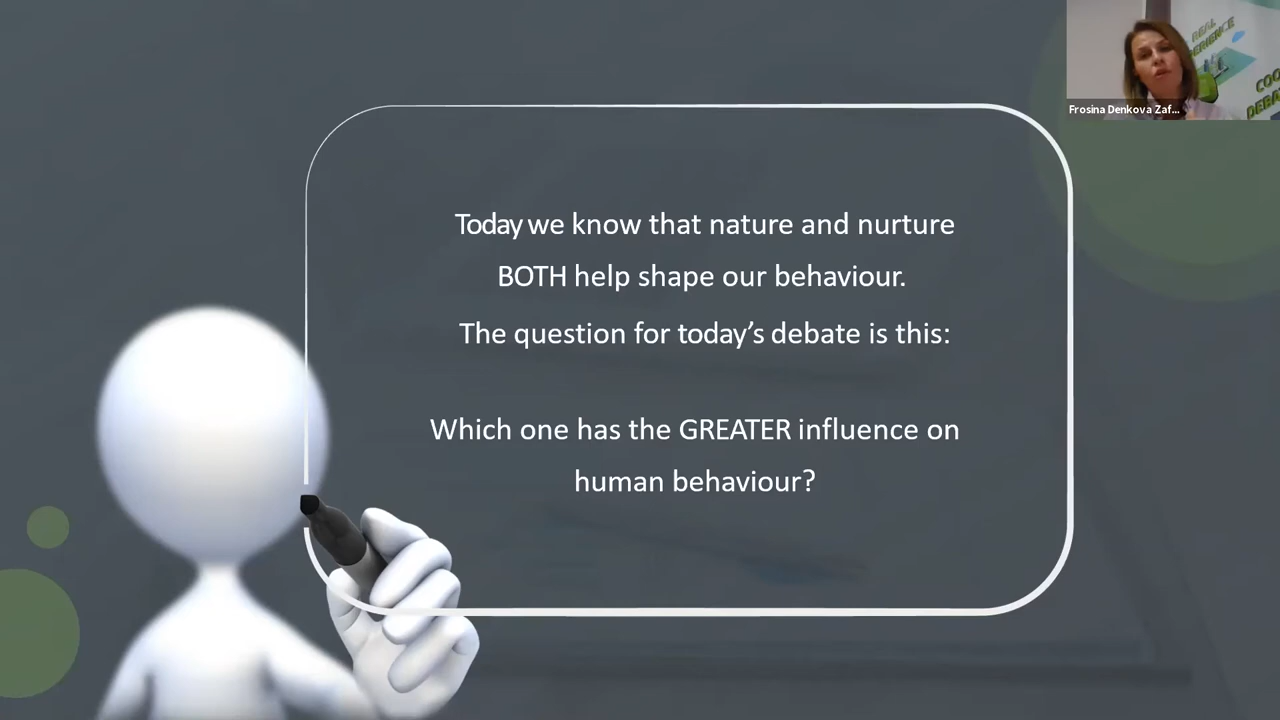 REAL
Frosina Denkova Zaf...
Today we know that nature and nurture
BOTH help shape our behaviour.
The question for today's debate is this:
Which one has the GREATER influence on
human behaviour?